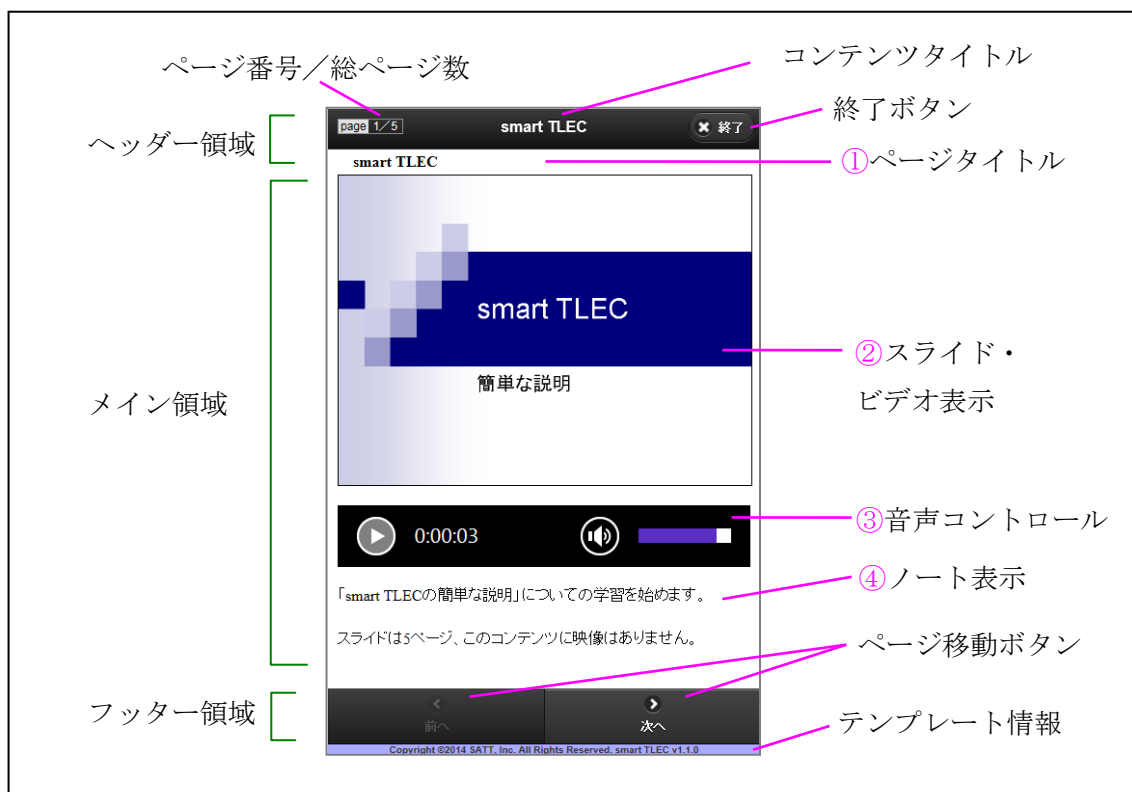 コンテンツタイトル
ページ番号／総ページ数
終了ボタン
page 1／5
smart TLEC
終了
ヘッダー領域
smart TLEC
①ページタイトル
smart TLEC
②スライド・
ビデオ表示
簡単な説明
メイン領域
0:00:03
③音声コントロール
④ノート表示
「smart TLECの簡単な説明」についての学習を始めます。
スライドは5ページ、このコンテンツに映像はありません。
ページ移動ボタン
フッター領域
前へ
次へ
テンプレート情報
Copyright ©2014 SATT, Inc. All Rights Reserved. smart TLEC v1.1.0